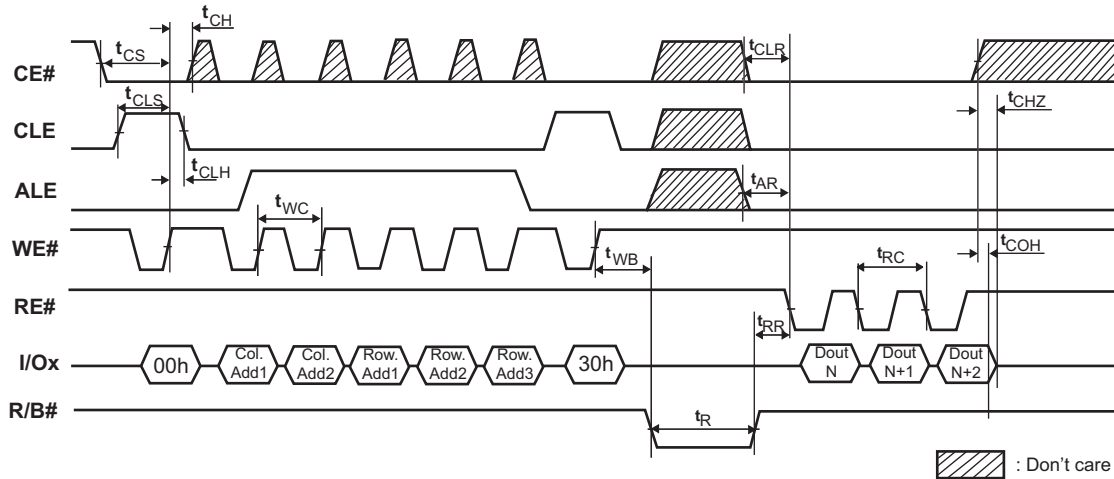 tCH
tCS
tCLR
CE#
tCLS
tCHZ
CLE
tCLH
tAR
ALE
tWC
WE#
tWB
tRC
tCOH
RE#
tRR
I/Ox
00h
Col. Add1
Col. Add2
Row. Add1
Row. Add2
Row. Add3
30h
Dout N
Dout N+1
Dout N+2
R/B#
tR
: Don't care